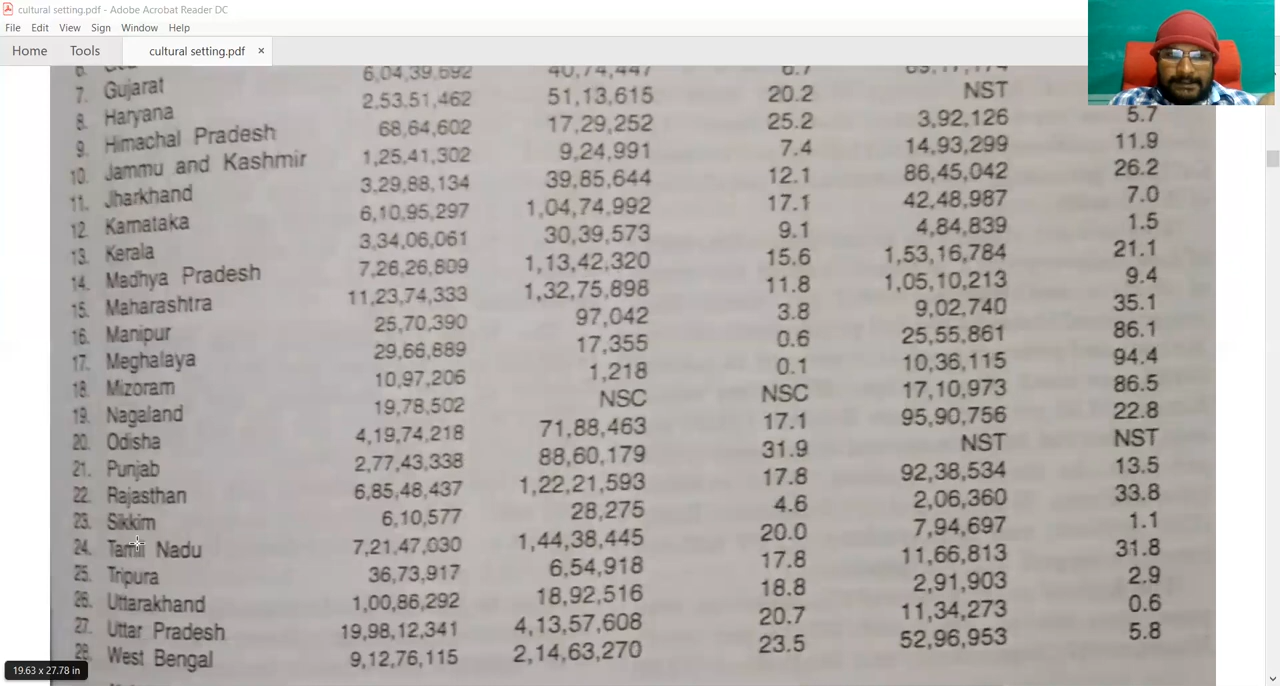 cultural setting.pdf - Adobe Acrobat Reader DC
File Edit View Sign Window Help
Home Tools cultural setting.pdf ×
7. Gujarat 6,04,39,692 40,74,447 6.7
8. Haryana 2,53,51,462 51,13,615 20.2 NST
9. Himachal Pradesh 68,64,602 17,29,252 25.2 3,92,126 5.7
10. Jammu and Kashmir 1,25,41,302 9,24,991 7.4 14,93,299 11.9
11. Jharkhand 3,29,88,134 39,85,644 12.1 86,45,042 26.2
12. Karnataka 6,10,95,297 1,04,74,992 17.1 42,48,987 7.0
13. Kerala 3,34,06,061 30,39,573 9.1 4,84,839 1.5
14. Madhya Pradesh 7,26,26,809 1,13,42,320 15.6 1,53,16,784 21.1
15. Maharashtra 11,23,74,333 1,32,75,898 11.8 1,05,10,213 9.4
16. Manipur 25,70,390 97,042 3.8 9,02,740 35.1
17. Meghalaya 29,66,889 17,355 0.6 25,55,861 86.1
18. Mizoram 10,97,206 1,218 0.1 10,36,115 94.4
19. Nagaland 19,78,502 NSC NSC 17,10,973 86.5
20. Odisha 4,19,74,218 71,88,463 17.1 95,90,756 22.8
21. Punjab 2,77,43,338 88,60,179 31.9 NST NST
22. Rajasthan 6,85,48,437 1,22,21,593 17.8 92,38,534 13.5
23. Sikkim 6,10,577 28,275 4.6 2,06,360 33.8
24. Tamil Nadu 7,21,47,030 1,44,38,445 20.0 7,94,697 1.1
25. Tripura 36,73,917 6,54,918 17.8 11,66,813 31.8
26. Uttarakhand 1,00,86,292 18,92,516 18.8 2,91,903 2.9
27. Uttar Pradesh 19,98,12,341 4,13,57,608 20.7 11,34,273 0.6
28. West Bengal 9,12,76,115 2,14,63,270 23.5 52,96,953 5.8
19.63 x 27.78 in